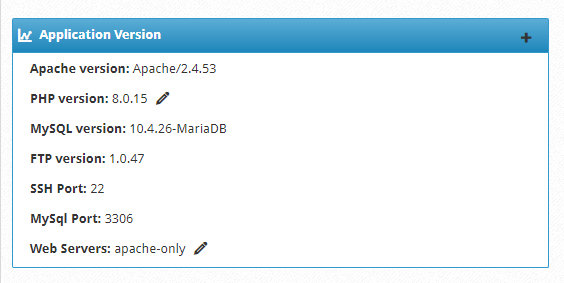 Application Version
Apache version: Apache/2.4.53
PHP version: 8.0.15
MySQL version: 10.4.26-MariaDB
FTP version: 1.0.47
SSH Port: 22
MySql Port: 3306
Web Servers: apache-only